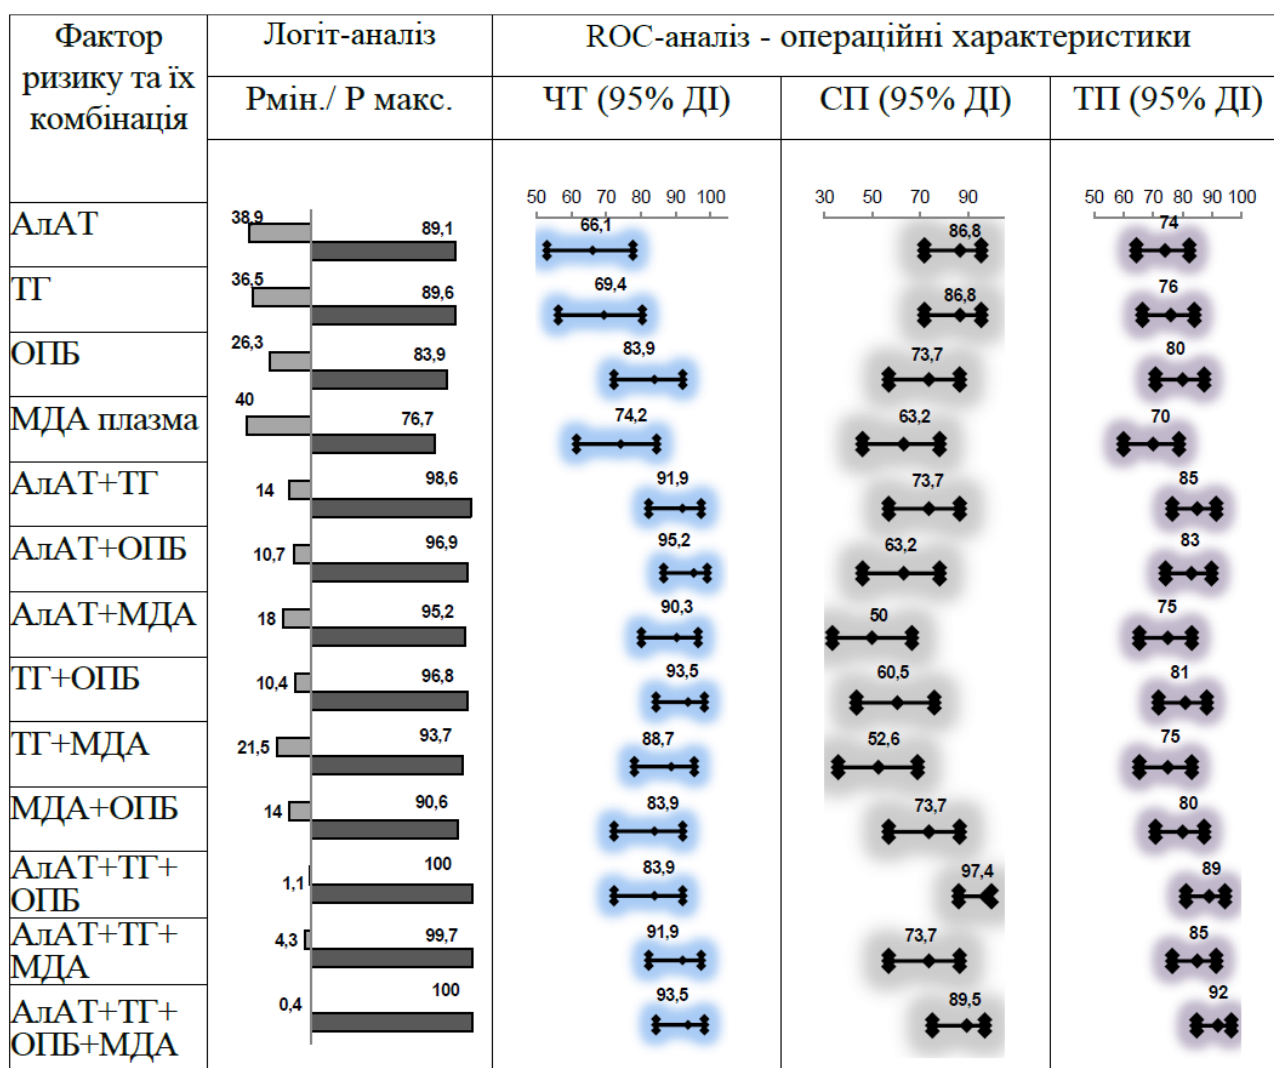 Фактор ризику та їх комбінація
Логіт-аналіз
ROC-аналіз - операційні характеристики
Рмін./ Р макс.
ЧТ (95% ДІ)
СП (95% ДІ)
ТП (95% ДІ)
50 60 70 80 90 100
30 50 70 90
50 60 70 80 90 100
АлАТ 38,9 89,1 66,1 86,8 74
ТГ 36,5 89,6 69,4 86,8 76
ОПБ 26,3 83,9 83,9 73,7 80
МДА плазма 40 76,7 74,2 63,2 70
АлАТ+ТГ 14 98,6 91,9 73,7 85
АлАТ+ОПБ 10,7 96,9 95,2 63,2 83
АлАТ+МДА 18 95,2 90,3 50 75
ТГ+ОПБ 10,4 96,8 93,5 60,5 81
ТГ+МДА 21,5 93,7 88,7 52,6 75
МДА+ОПБ 14 90,6 83,9 73,7 80
АлАТ+ТГ+
ОПБ 1,1 100 83,9 97,4 89
АлАТ+ТГ+
МДА 4,3 99,7 91,9 73,7 85
АлАТ+ТГ+
ОПБ+МДА 0,4 100 93,5 89,5 92